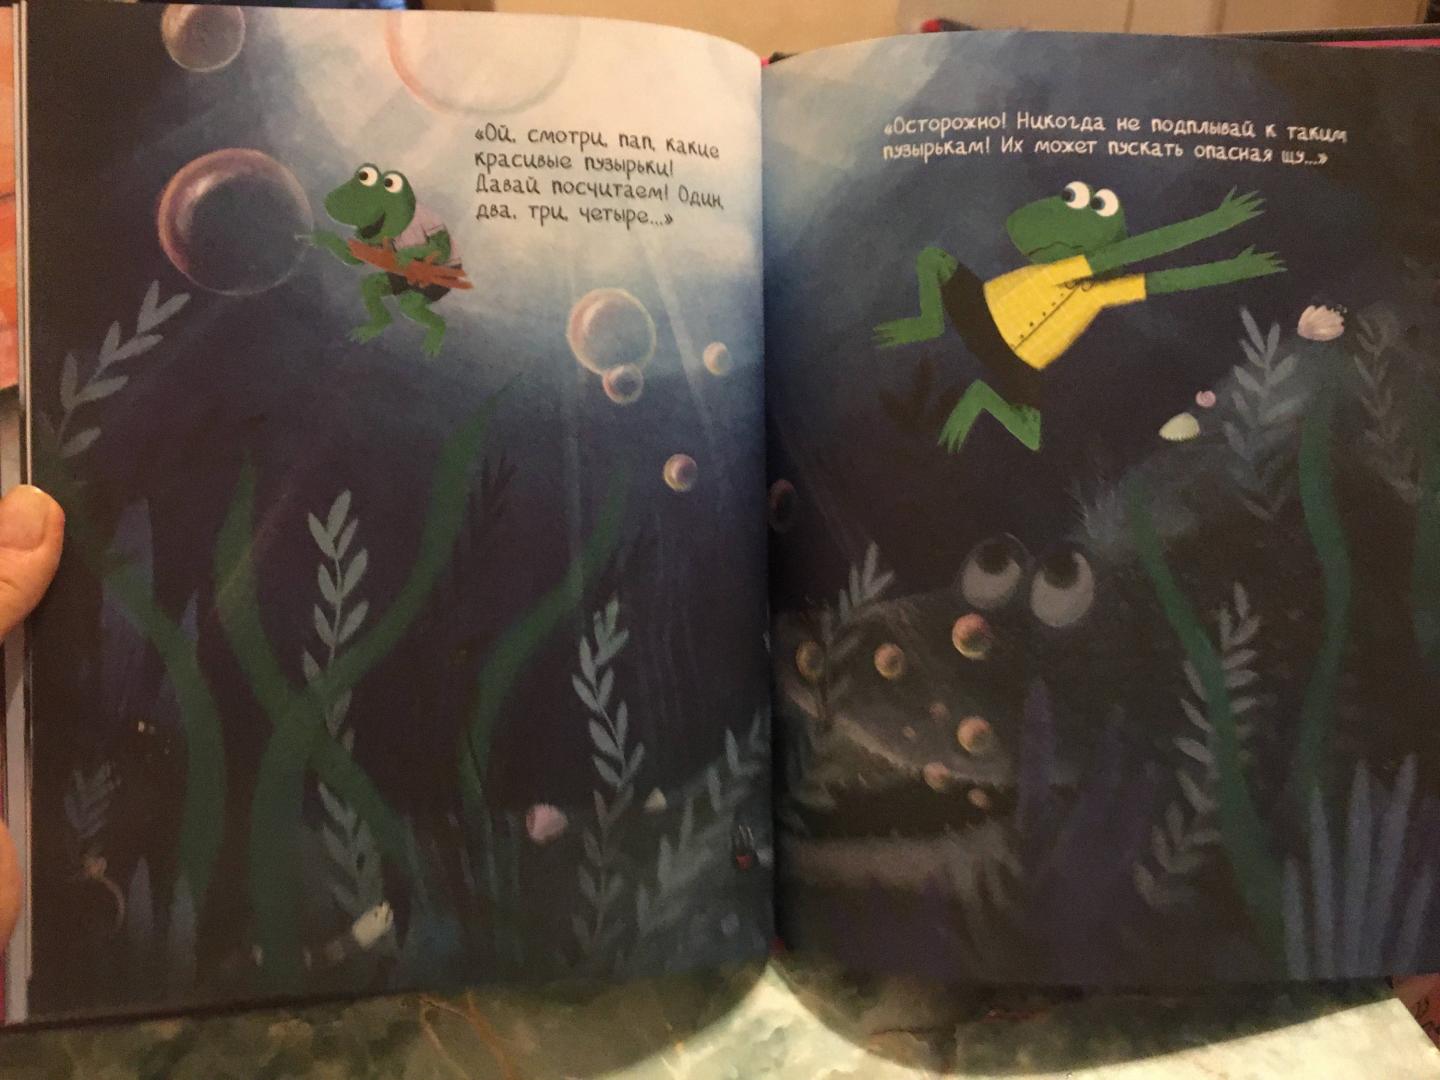 «Ой, смотри, пап, какие
красивые пузырьки!
Давай посчитаем! Один,
два, три, четыре...»
«Осторожно! Никогда не подплывай к таким
пузырькам! Их может пускать опасная щу...»